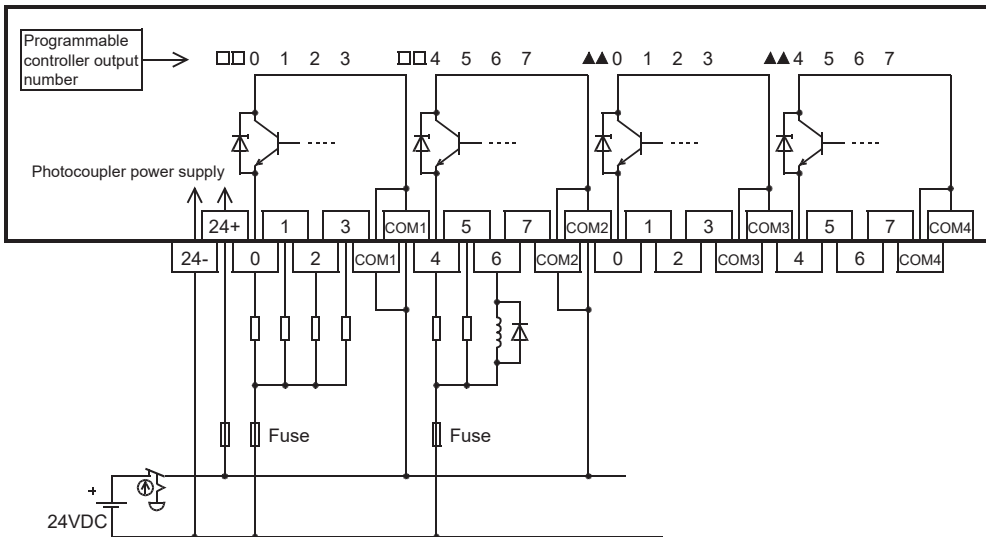 Programmable
controller output
number
□□0 1 2 3 □□4 5 6 7 ▲▲0 1 2 3 ▲▲4 5 6 7
Photocoupler power supply
24+ 1 3 COM1 5 7 COM2 1 3 COM3 5 7 COM4
24- 0 2 COM1 4 6 COM2 0 2 COM3 4 6 COM4
Fuse Fuse
+
24VDC